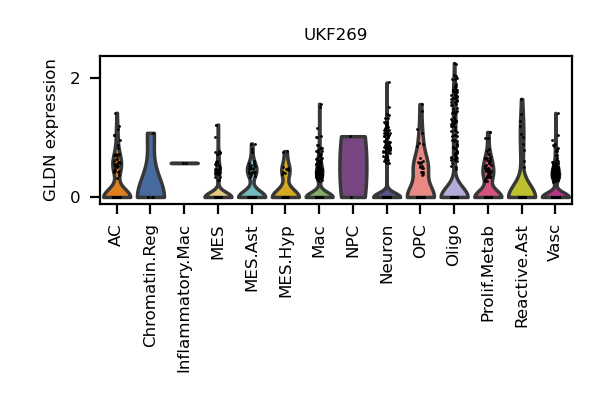 UKF269
GLDN expression
2
0
AC
Chromatin.Reg
Inflammatory.Mac
MES
MES.Ast
MES.Hyp
Mac
NPC
Neuron
OPC
Oligo
Prolif.Metab
Reactive.Ast
Vasc